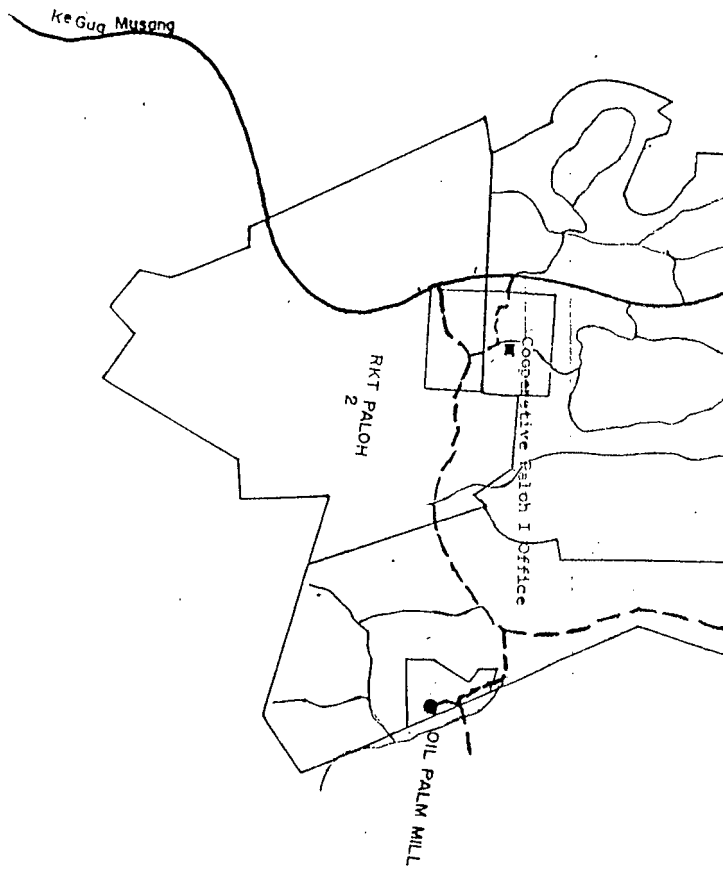 Ke Gua Musang
RKT PALOH
2
Cooperative Paloh I Office
OIL PALM MILL